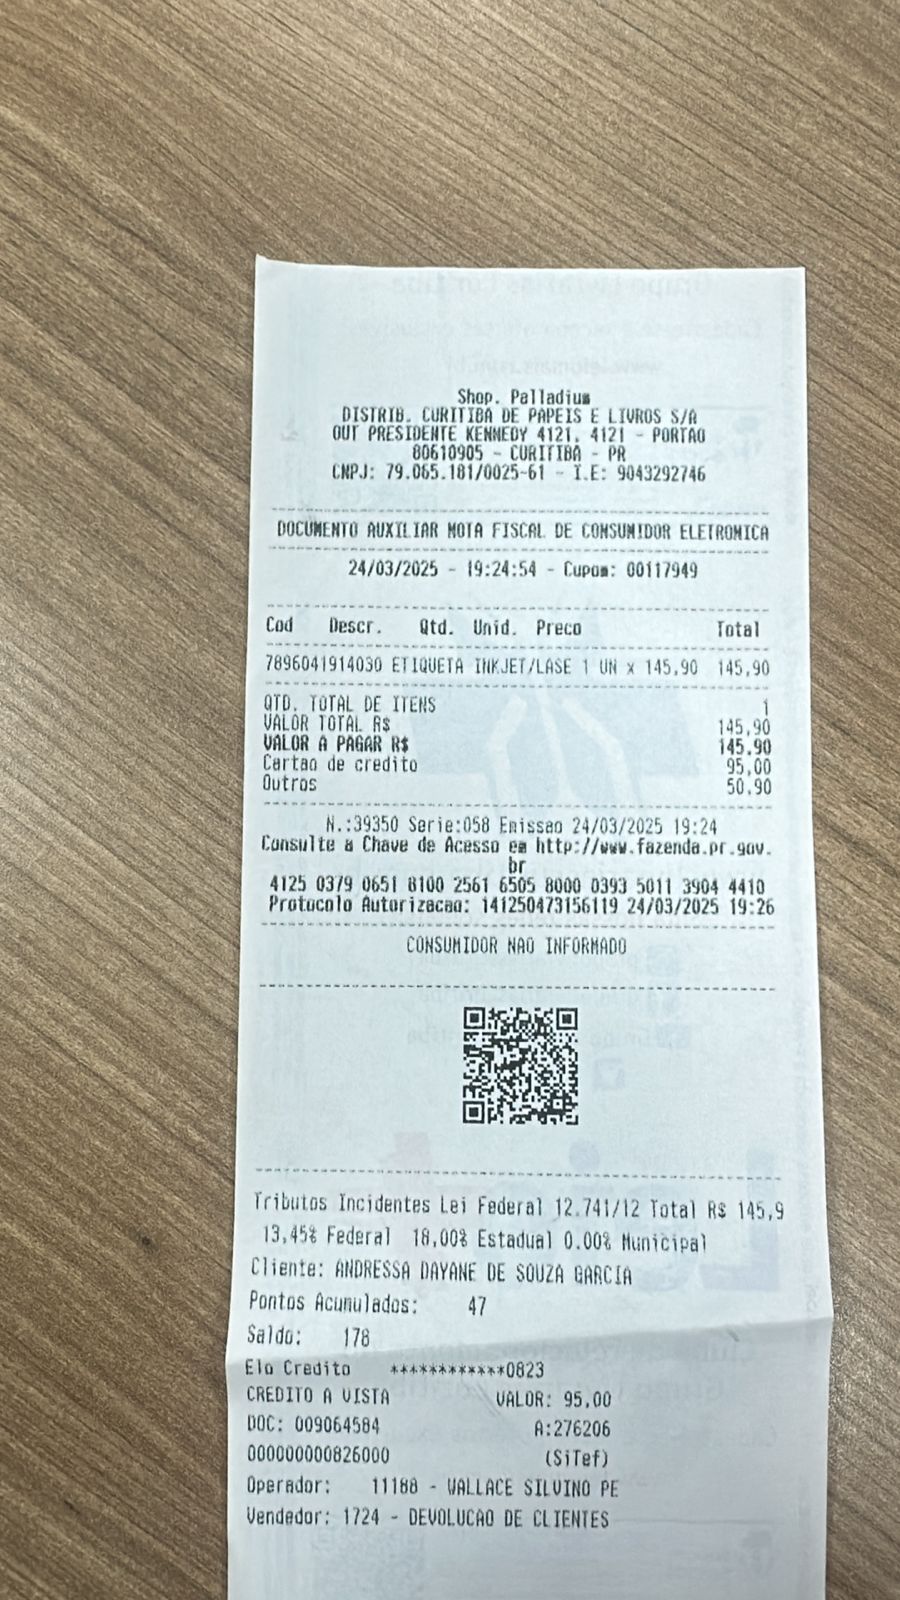 Shop. Palladium
DISTRIB. CURITIBA DE PAPEIS E LIVROS S/A
OUT PRESIDENTE KENNEDY 4121, 4121 - PORTAO
80610905 - CURITIBA - PR
CNPJ: 79.065.181/0025-61 - I.E: 9043292746
DOCUMENTO AUXILIAR NOTA FISCAL DE CONSUMIDOR ELETRONICA
24/03/2025 - 19:24:54 - Cupom: 00117949
Cod Descr. Qtd. Unid. Preco Total
7896041914030 ETIQUETA INKJET/LASE 1 UN x 145,90 145,90
QTD. TOTAL DE ITENS 1
VALOR TOTAL R$ 145,90
VALOR A PAGAR R$ 145.90
Cartao de credito 95,00
Outros 50.90
N.:39350 Serie:058 Emissao 24/03/2025 19:24
Consulte a Chave de Acesso em http://www.fazenda.pr.gov.
br
4125 0379 0651 8100 2561 6505 8000 0393 5011 3904 4410
Protocolo Autorizacao: 141250473156119 24/03/2025 19:26
CONSUMIDOR NAO INFORMADO
Tributos Incidentes Lei Federal 12.741/12 Total R$ 145,9
13,45% Federal 18,00% Estadual 0.00% Municipal
Cliente: ANDRESSA DAYANE DE SOUZA GARCIA
Pontos Acumulados: 47
Saldo: 178
Elo Credito ************0823
CREDITO A VISTA VALOR: 95,00
DOC: 009064584 A:276206
000000000826000 (SiTef)
Operador: 11188 - WALLACE SILVINO PE
Vendedor: 1724 - DEVOLUCAO DE CLIENTES